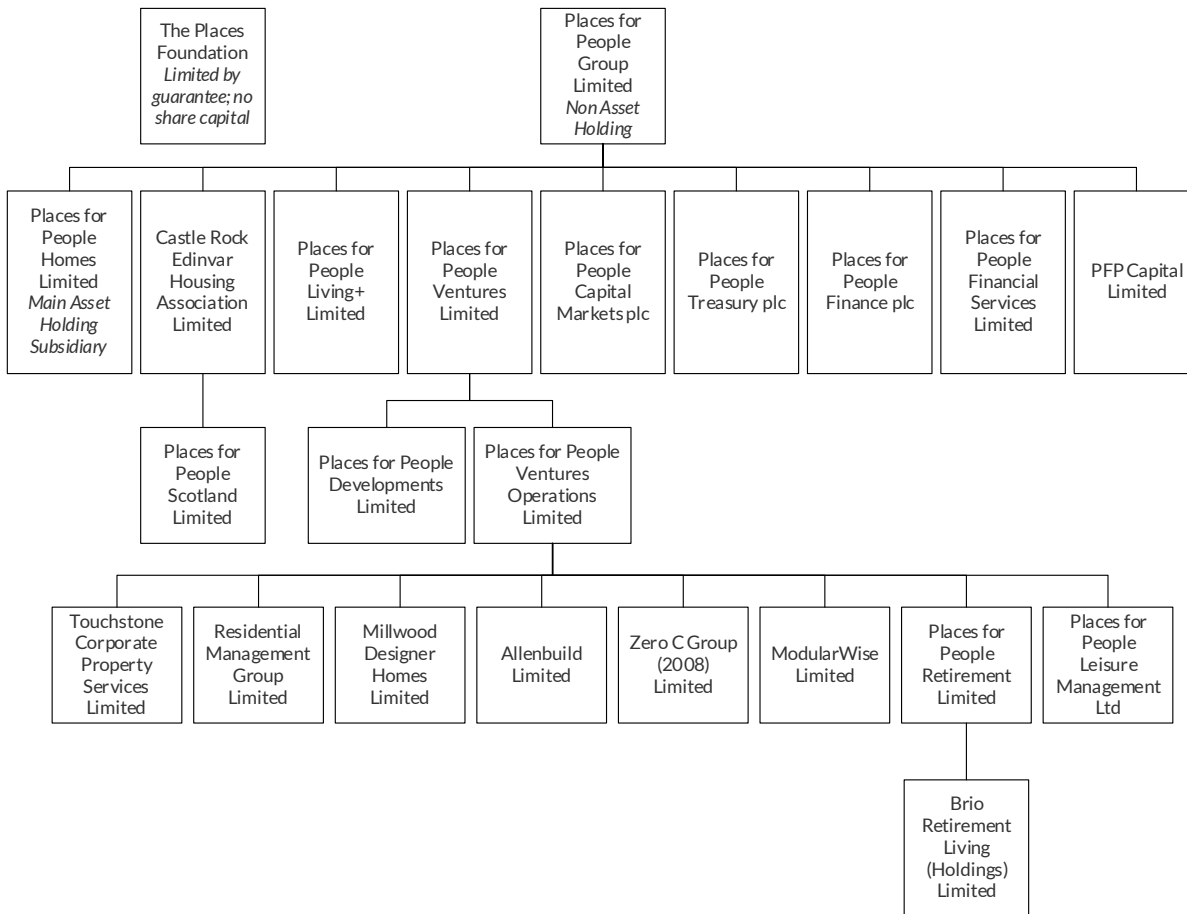 The Places
Foundation
Limited by
guarantee; no
share capital
Places for
People
Group
Limited
Non Asset
Holding
Places for
People
Homes
Limited
Main Asset
Holding
Subsidiary
Castle Rock
Edinvar
Housing
Association
Limited
Places for
People
Living+
Limited
Places for
People
Ventures
Limited
Places for
People
Capital
Markets plc
Places for
People
Treasury plc
Places for
People
Finance plc
Places for
People
Financial
Services
Limited
PFP Capital
Limited
Places for
People
Scotland
Limited
Places for People
Developments
Limited
Places for People
Ventures
Operations
Limited
Touchstone
Corporate
Property
Services
Limited
Residential
Management
Group
Limited
Millwood
Designer
Homes
Limited
Allenbuild
Limited
Zero C Group
(2008)
Limited
ModularWise
Limited
Places for
People
Retirement
Limited
Places for
People
Leisure
Management
Ltd
Brio
Retirement
Living
(Holdings)
Limited